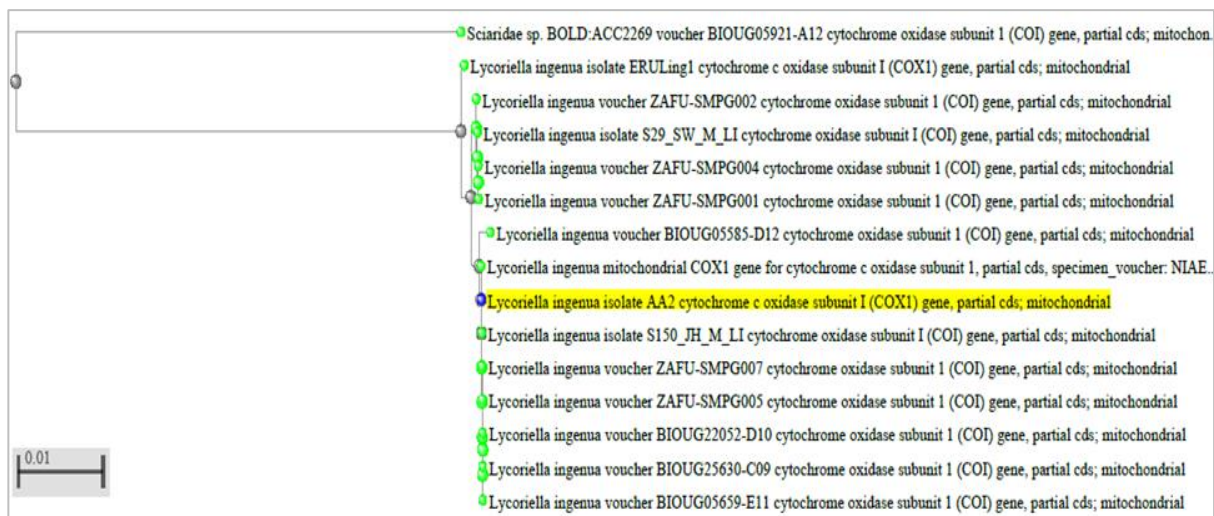 Sciaridae sp. BOLD:ACC2269 voucher BIOUG05921-A12 cytochrome oxidase subunit 1 (COI) gene, partial cds; mitochon..
Lycoriella ingenua isolate ERULing1 cytochrome c oxidase subunit I (COX1) gene, partial cds; mitochondrial
Lycoriella ingenua voucher ZAFU-SMPG002 cytochrome oxidase subunit 1 (COI) gene, partial cds; mitochondrial
Lycoriella ingenua isolate S29_SW_M_LI cytochrome oxidase subunit I (COI) gene, partial cds; mitochondrial
Lycoriella ingenua voucher ZAFU-SMPG004 cytochrome oxidase subunit 1 (COI) gene, partial cds; mitochondrial
Lycoriella ingenua voucher ZAFU-SMPG001 cytochrome oxidase subunit 1 (COI) gene, partial cds; mitochondrial
Lycoriella ingenua voucher BIOUG05585-D12 cytochrome oxidase subunit 1 (COI) gene, partial cds; mitochondrial
Lycoriella ingenua mitochondrial COX1 gene for cytochrome c oxidase subunit 1, partial cds, specimen_voucher: NIAE..
Lycoriella ingenua isolate AA2 cytochrome c oxidase subunit I (COX1) gene, partial cds; mitochondrial
Lycoriella ingenua isolate S150_JH_M_LI cytochrome oxidase subunit I (COI) gene, partial cds; mitochondrial
Lycoriella ingenua voucher ZAFU-SMPG007 cytochrome oxidase subunit 1 (COI) gene, partial cds; mitochondrial
Lycoriella ingenua voucher ZAFU-SMPG005 cytochrome oxidase subunit 1 (COI) gene, partial cds; mitochondrial
Lycoriella ingenua voucher BIOUG22052-D10 cytochrome oxidase subunit 1 (COI) gene, partial cds; mitochondrial
Lycoriella ingenua voucher BIOUG25630-C09 cytochrome oxidase subunit 1 (COI) gene, partial cds; mitochondrial
Lycoriella ingenua voucher BIOUG05659-E11 cytochrome oxidase subunit 1 (COI) gene, partial cds; mitochondrial
0.01